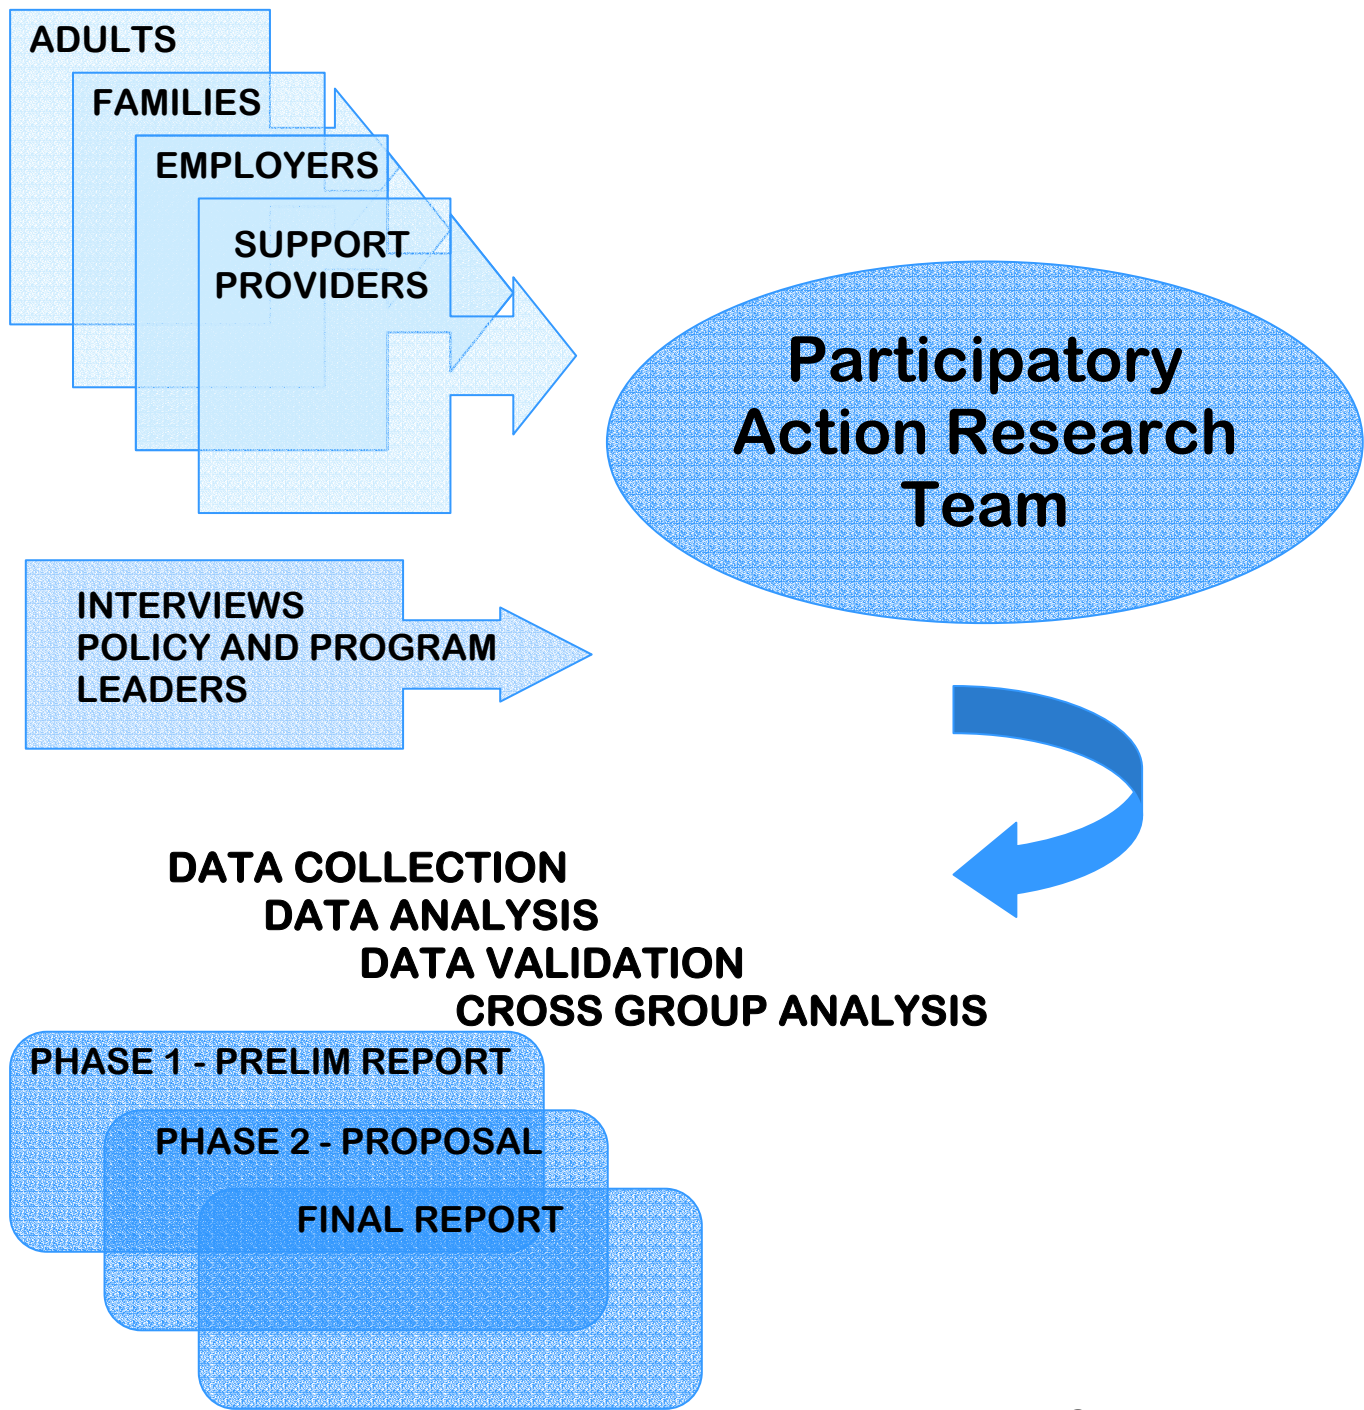 ADULTS
FAMILIES
EMPLOYERS
SUPPORT
PROVIDERS
Participatory
Action Research
Team
INTERVIEWS
POLICY AND PROGRAM
LEADERS
DATA COLLECTION
DATA ANALYSIS
DATA VALIDATION
CROSS GROUP ANALYSIS
PHASE 1 - PRELIM REPORT
PHASE 2 - PROPOSAL
FINAL REPORT